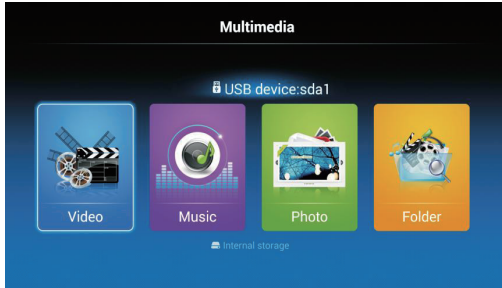 Multimedia
USB device:sda1
Video
Music
Photo
Folder
Internal storage